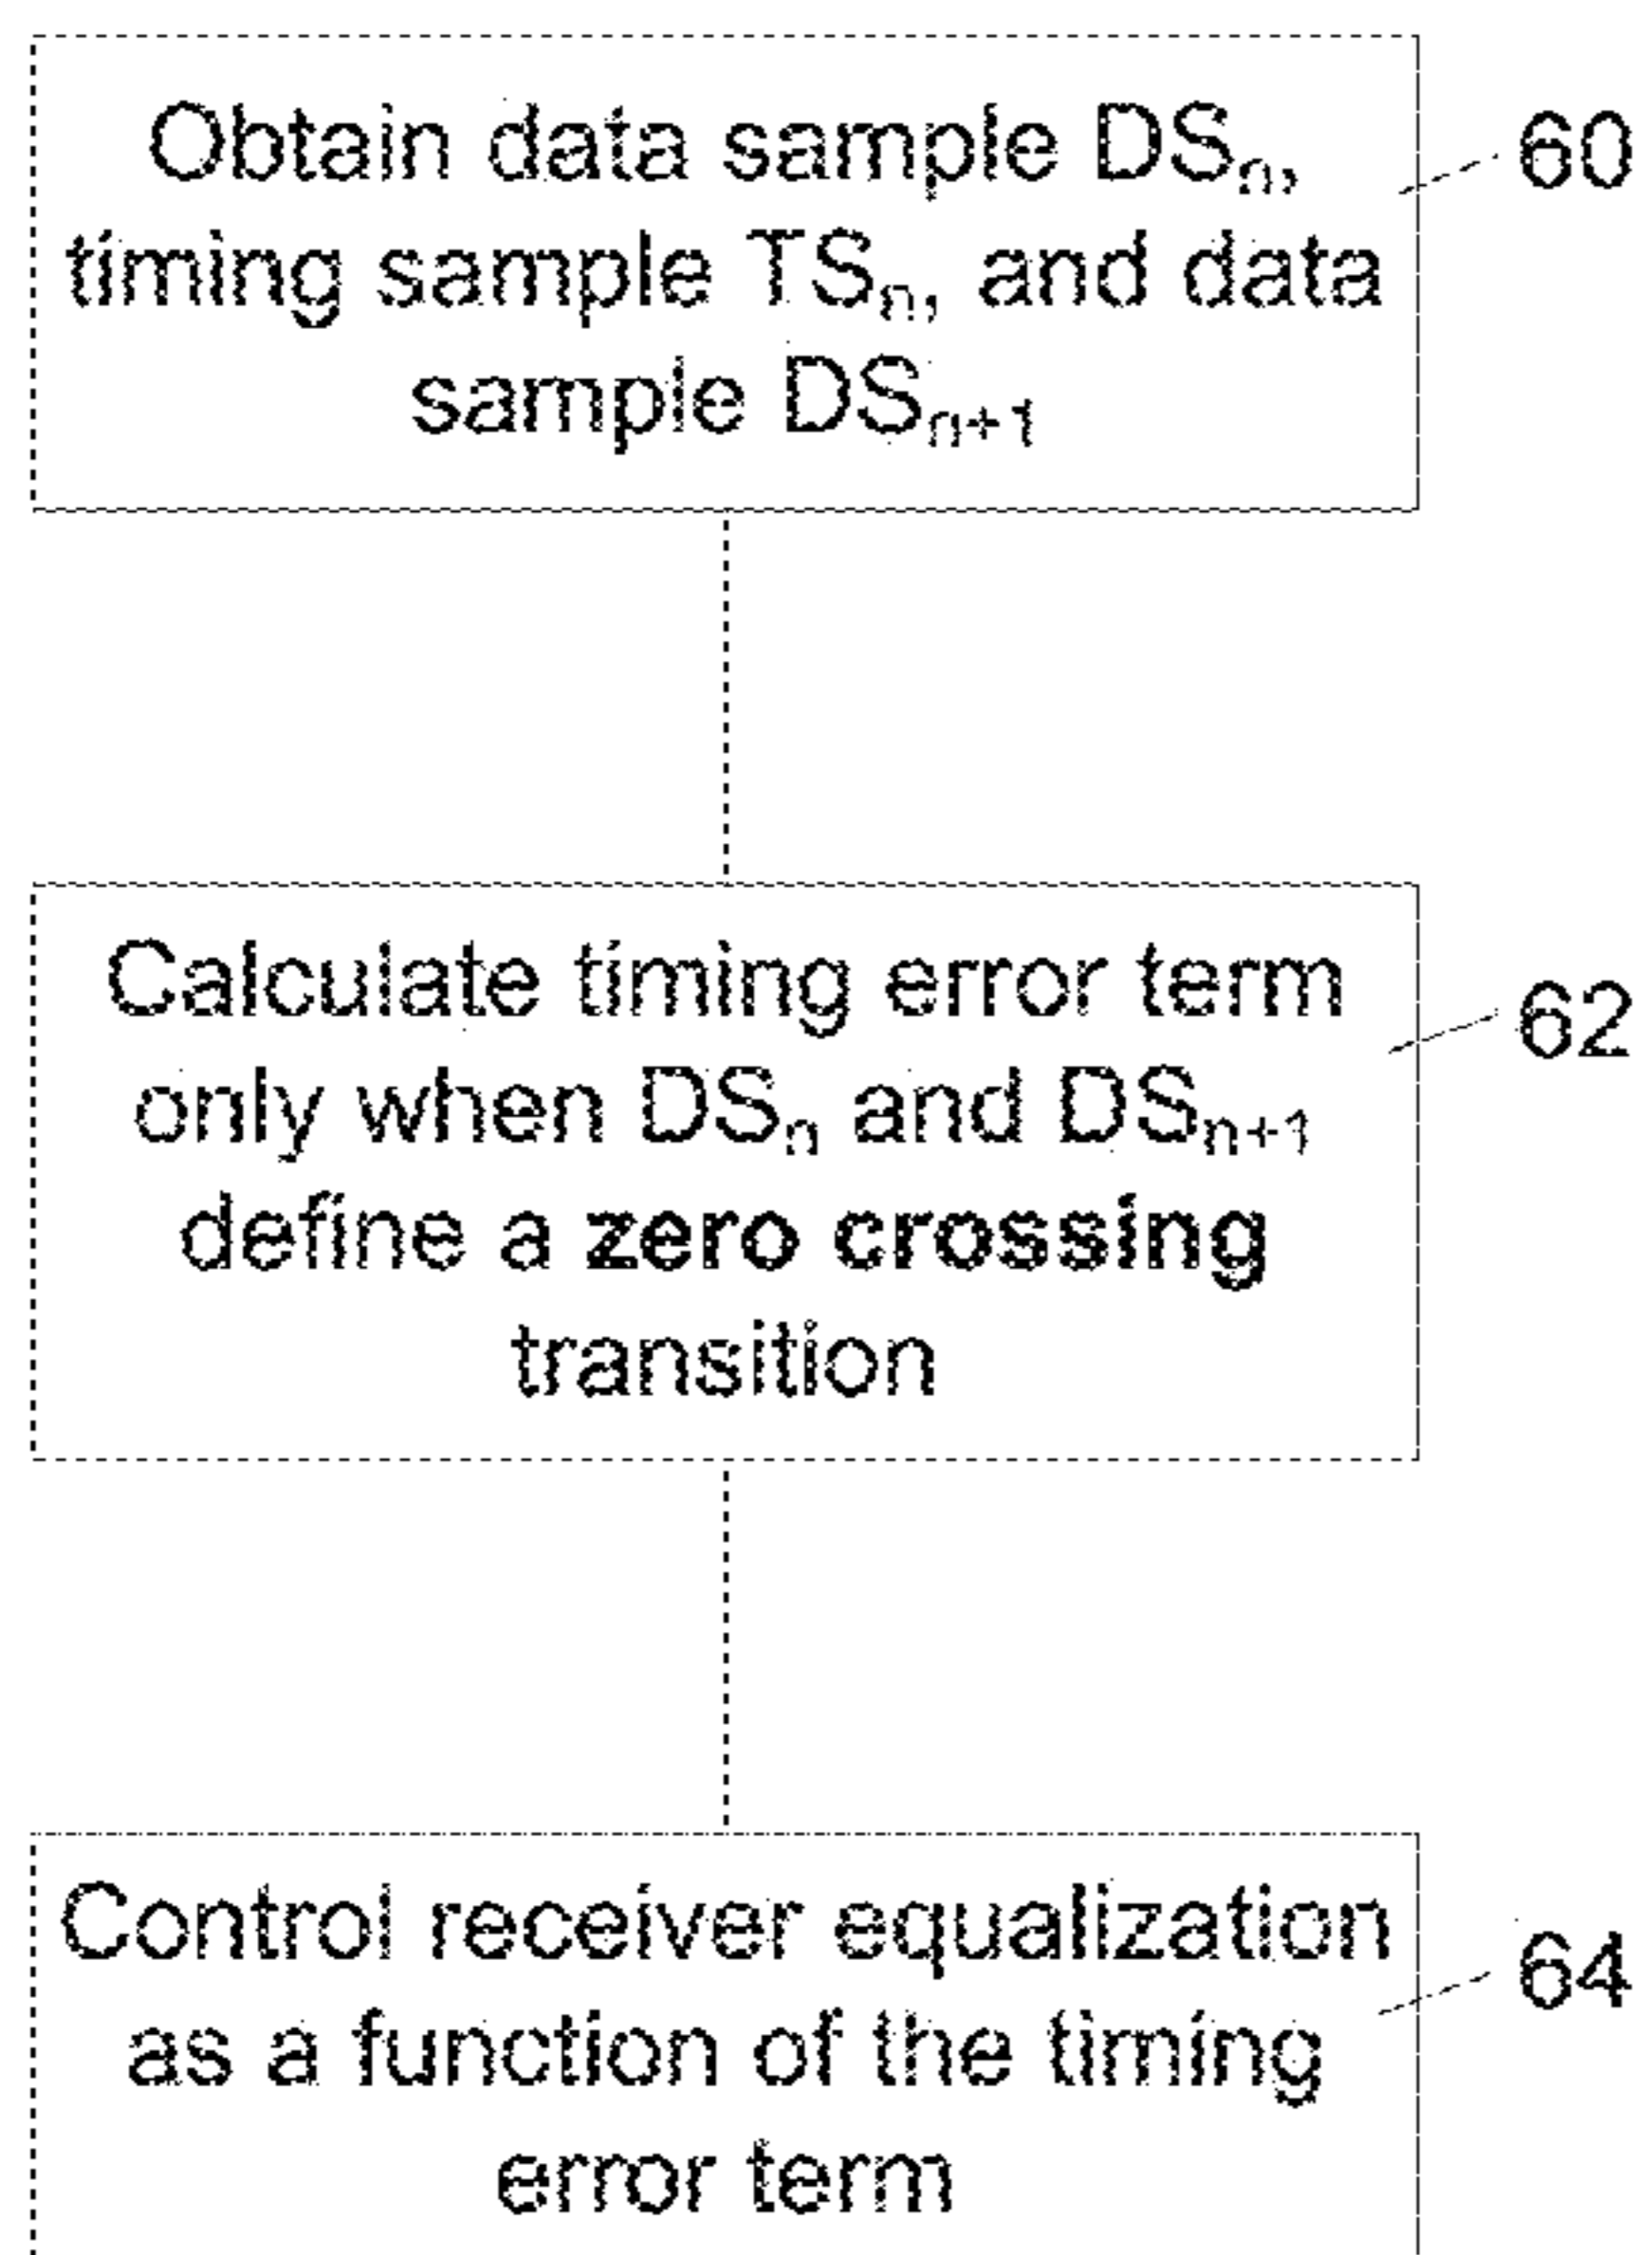 Obtain data sample DSₙ, 60
timing sample TSₙ, and data
sample DSₙ₊₁
Calculate timing error term 62
only when DSₙ and DSₙ₊₁
define a zero crossing
transition
Control receiver equalization 64
as a function of the timing
error term